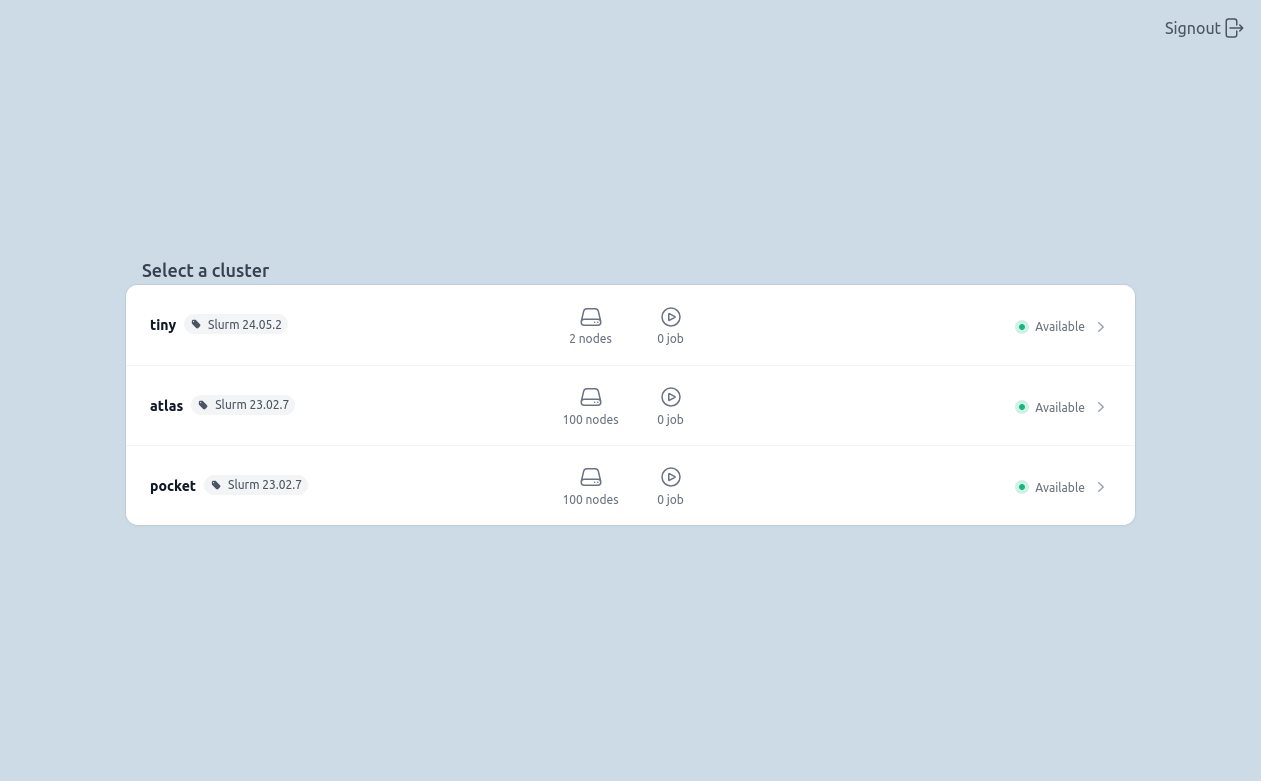 Signout
Select a cluster
tiny Slurm 24.05.2 2 nodes 0 job Available
atlas Slurm 23.02.7 100 nodes 0 job Available
pocket Slurm 23.02.7 100 nodes 0 job Available